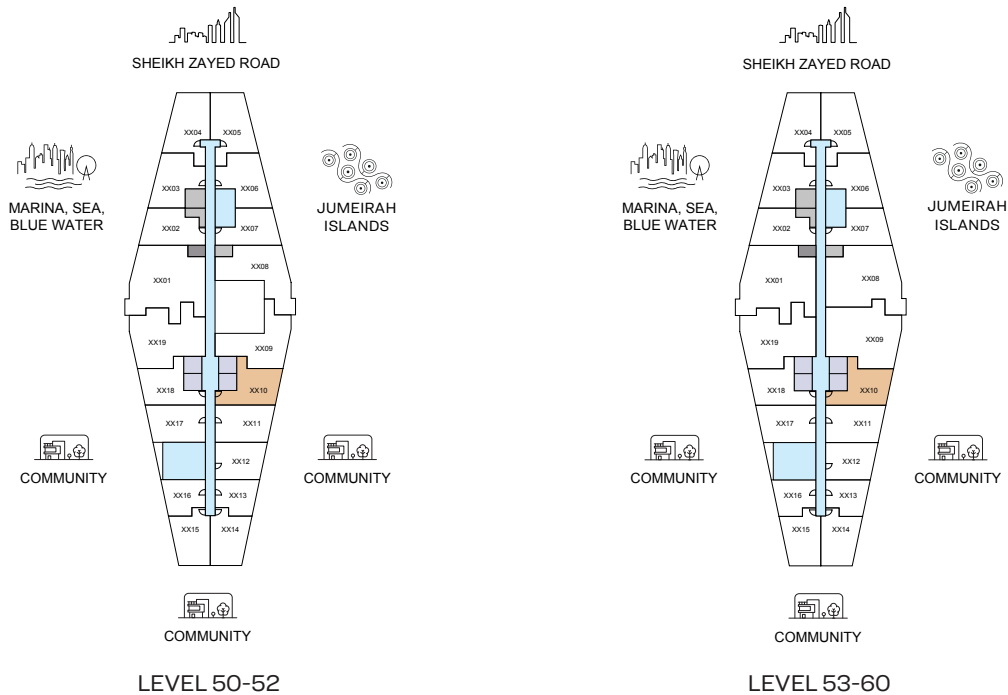 SHEIKH ZAYED ROAD
XX04
XX05
XX03
XX06
MARINA, SEA,
BLUE WATER
JUMEIRAH
ISLANDS
XX02
XX07
XX01
XX08
XX19
XX09
XX18
XX10
XX17
XX11
XX12
COMMUNITY
COMMUNITY
XX16
XX13
XX15
XX14
COMMUNITY
LEVEL 50-52
SHEIKH ZAYED ROAD
XX04
XX05
XX03
XX06
MARINA, SEA,
BLUE WATER
JUMEIRAH
ISLANDS
XX02
XX07
XX01
XX08
XX19
XX09
XX18
XX10
XX17
XX11
XX12
COMMUNITY
COMMUNITY
XX16
XX13
XX15
XX14
COMMUNITY
LEVEL 53-60